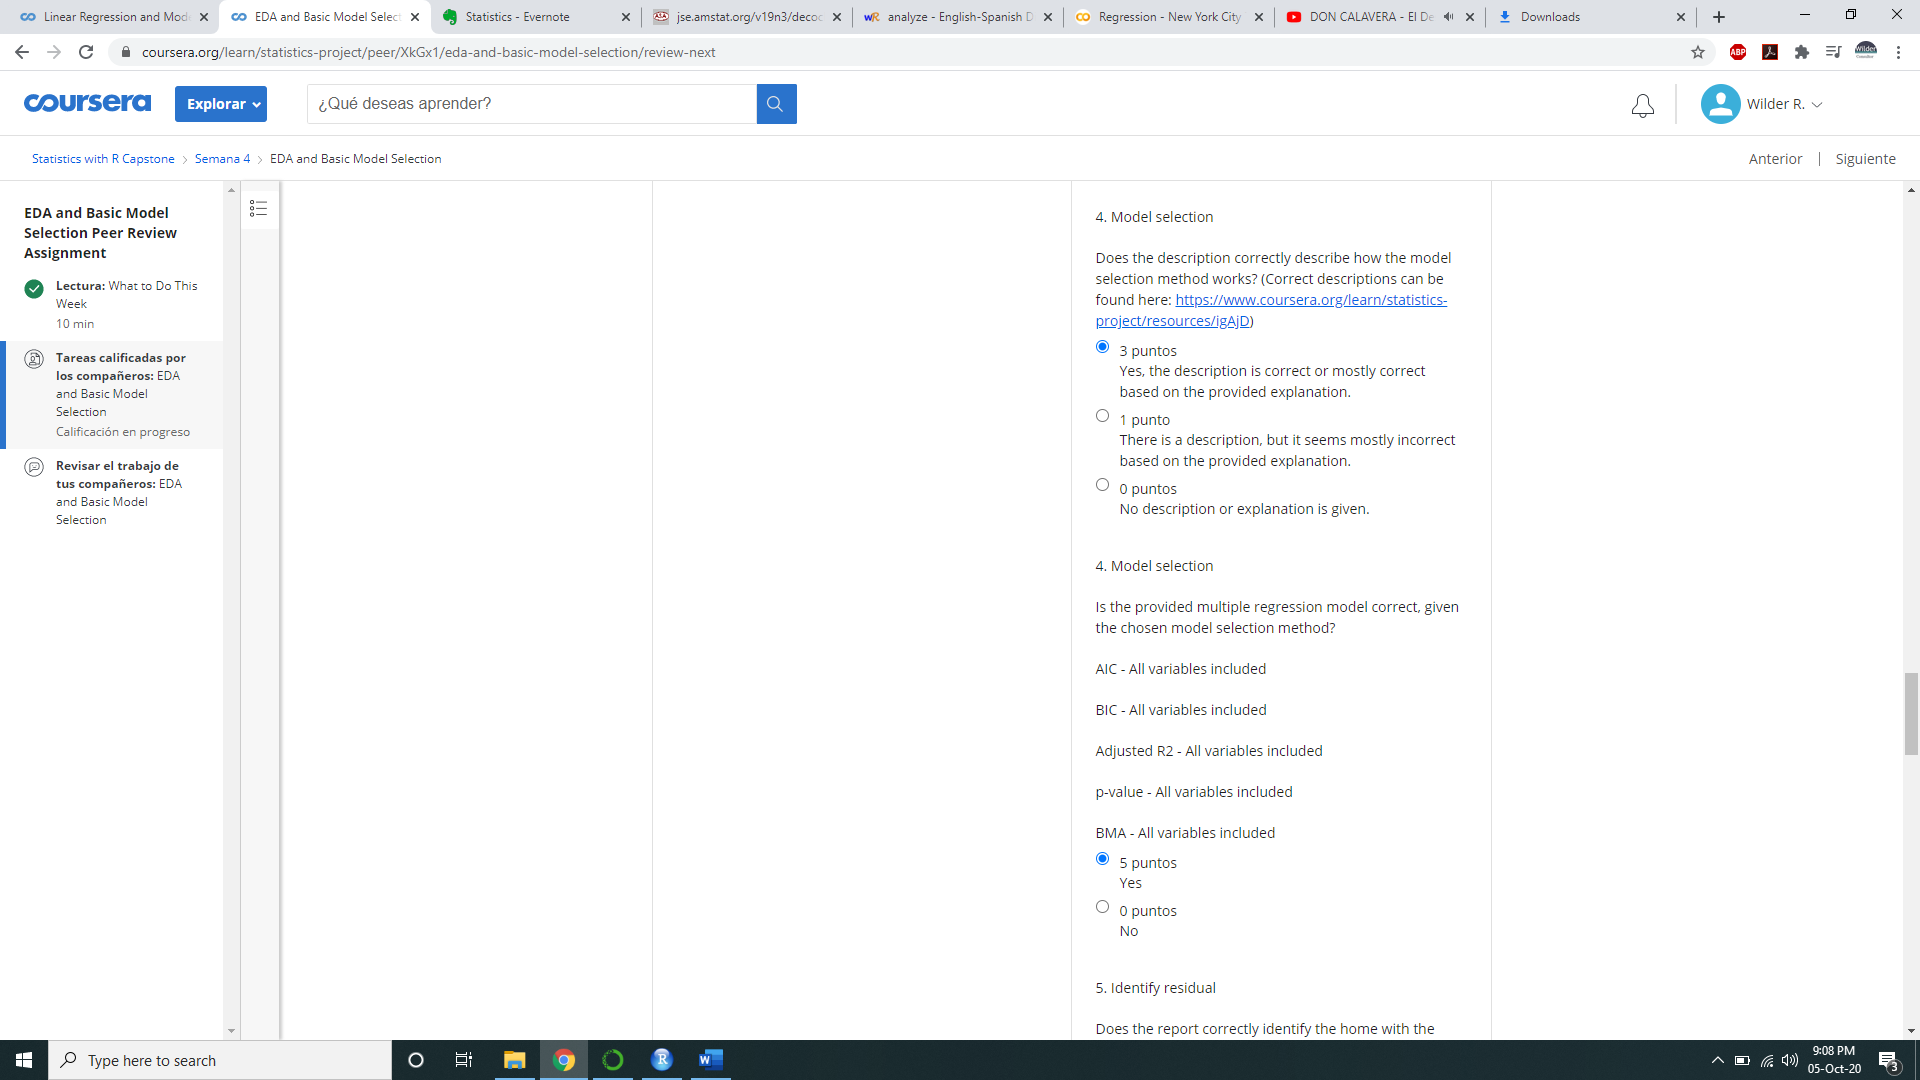 Linear Regression and Mode
EDA and Basic Model Select
Statistics - Evernote
jse.amstat.org/v19n3/decoc
analyze - English-Spanish D
Regression - New York City
DON CALAVERA - El De
Downloads
coursera.org/learn/statistics-project/peer/XkGx1/eda-and-basic-model-selection/review-next
ABP
coursera
Explorar
¿Qué deseas aprender?
Wilder R.
Statistics with R Capstone > Semana 4 > EDA and Basic Model Selection
Anterior | Siguiente
EDA and Basic Model
Selection Peer Review
Assignment
Lectura: What to Do This
Week
10 min
Tareas calificadas por
los compañeros: EDA
and Basic Model
Selection
Calificación en progreso
Revisar el trabajo de
tus compañeros: EDA
and Basic Model
Selection
4. Model selection
Does the description correctly describe how the model
selection method works? (Correct descriptions can be
found here: https://www.coursera.org/learn/statistics-
project/resources/igAjD)
3 puntos
Yes, the description is correct or mostly correct
based on the provided explanation.
1 punto
There is a description, but it seems mostly incorrect
based on the provided explanation.
0 puntos
No description or explanation is given.
4. Model selection
Is the provided multiple regression model correct, given
the chosen model selection method?
AIC - All variables included
BIC - All variables included
Adjusted R2 - All variables included
p-value - All variables included
BMA - All variables included
5 puntos
Yes
0 puntos
No
5. Identify residual
Does the report correctly identify the home with the
Type here to search
9:08 PM
05-Oct-20
3